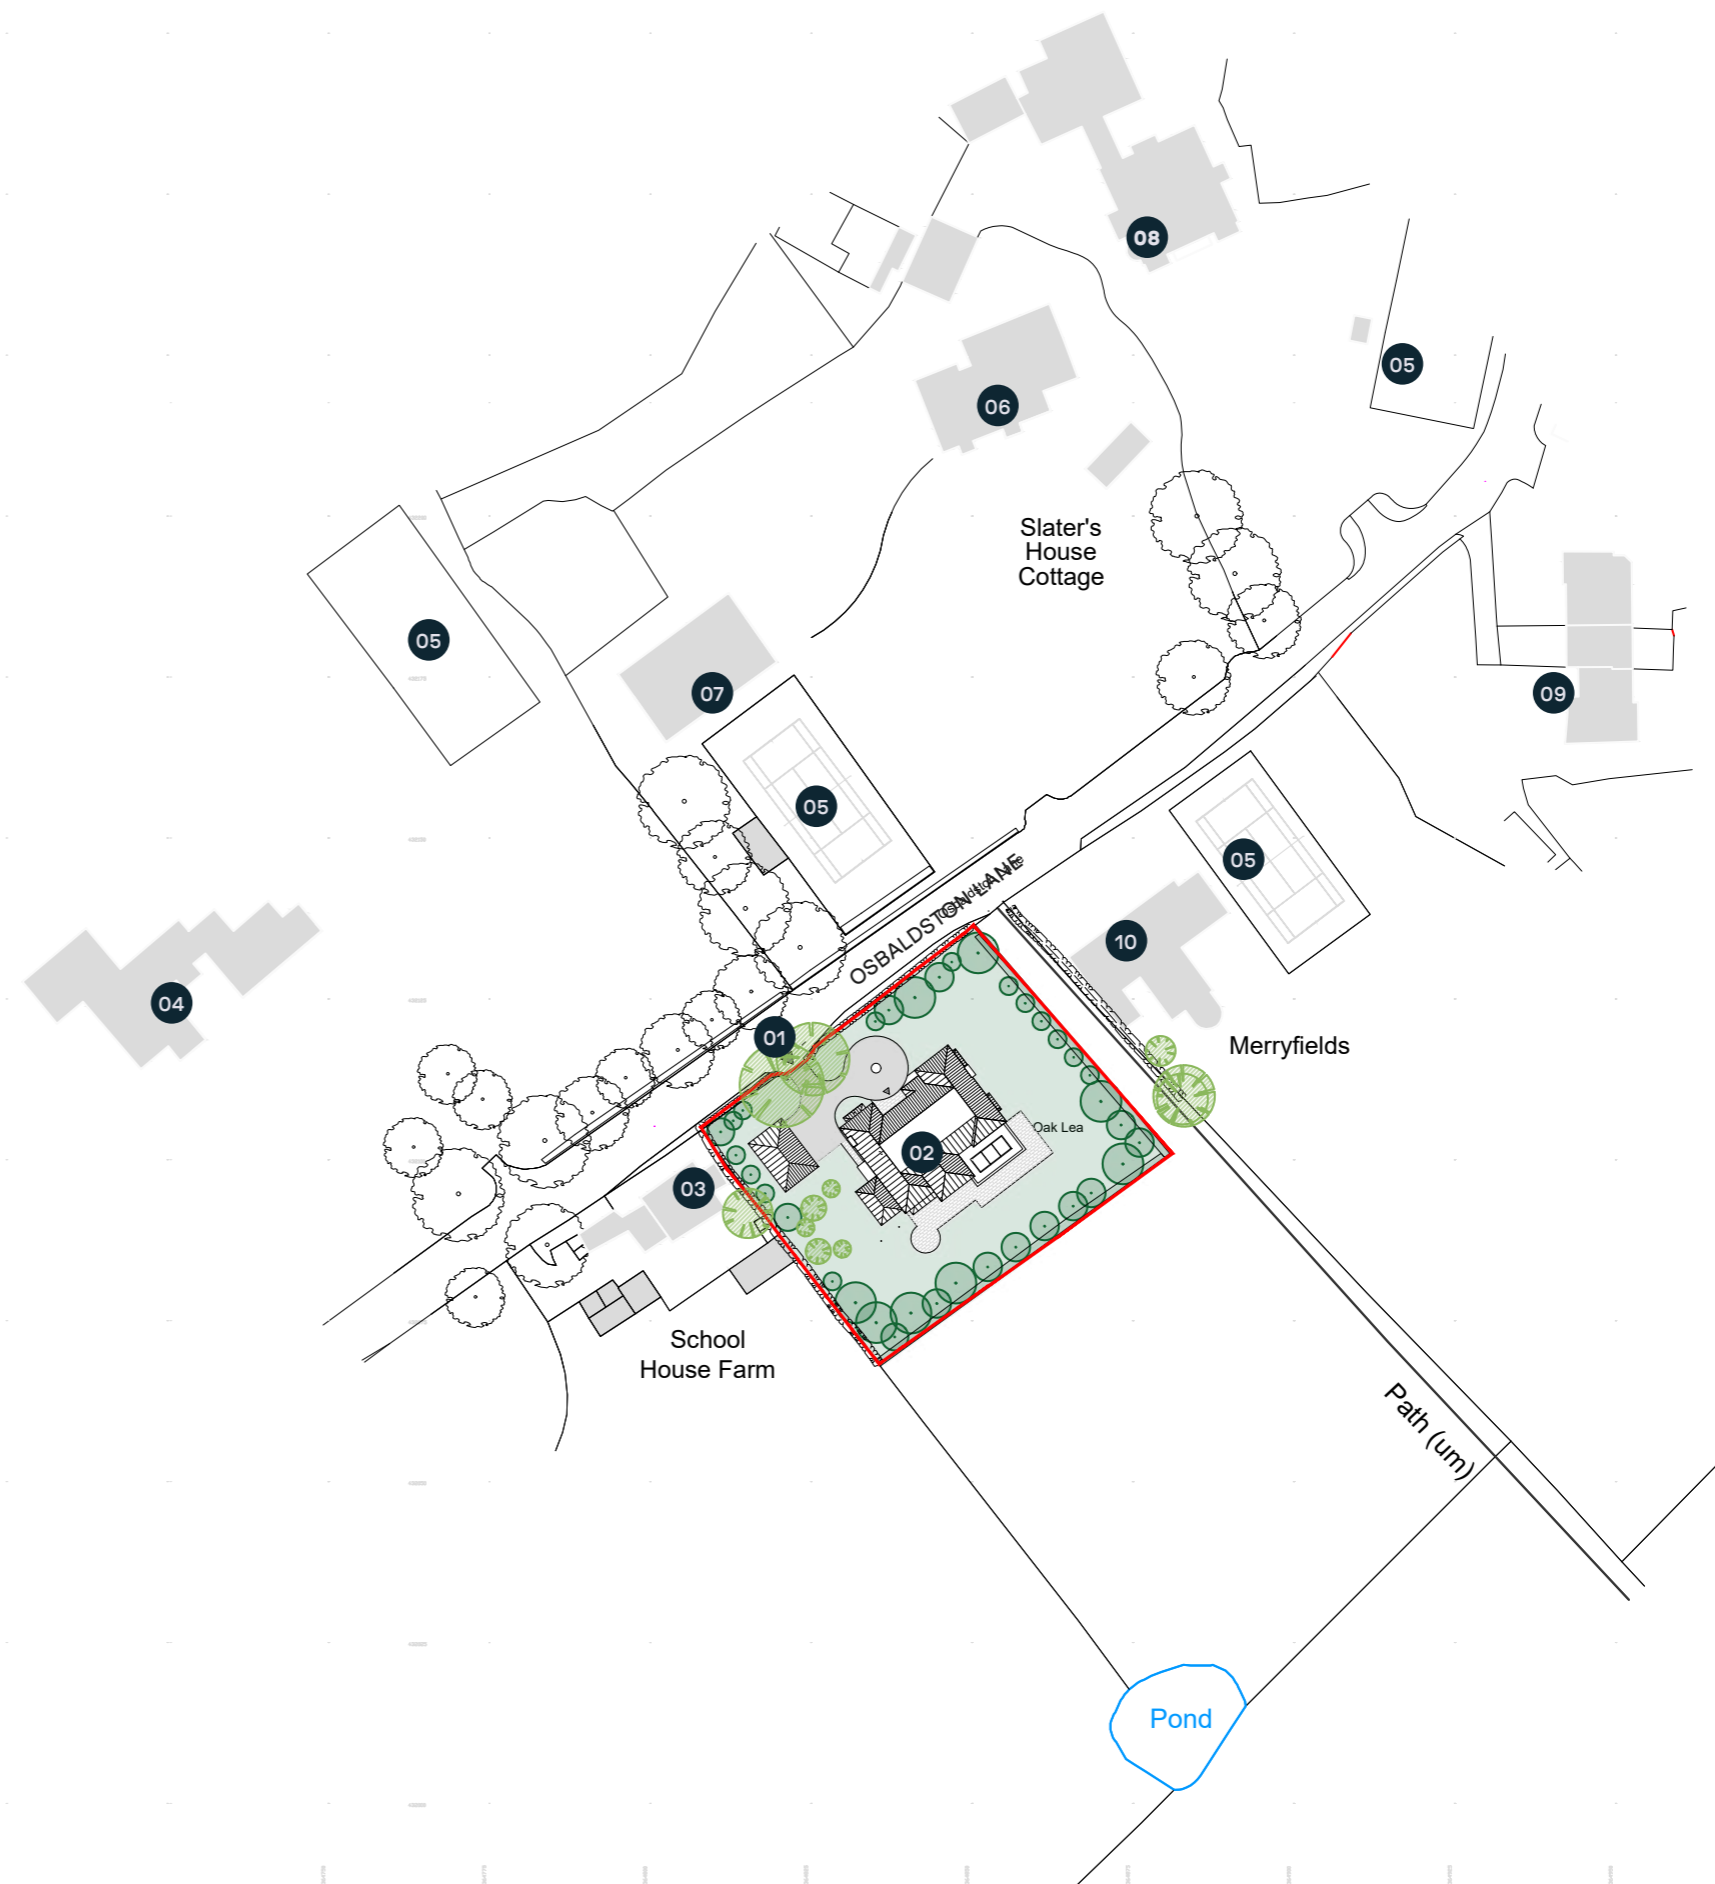 08
05
06
Slater's
House
Cottage
05
07
09
05
05
OSBALDSTON LANE
10
04
01
Merryfields
Oak Lea
02
03
School
House Farm
Path (um)
Pond